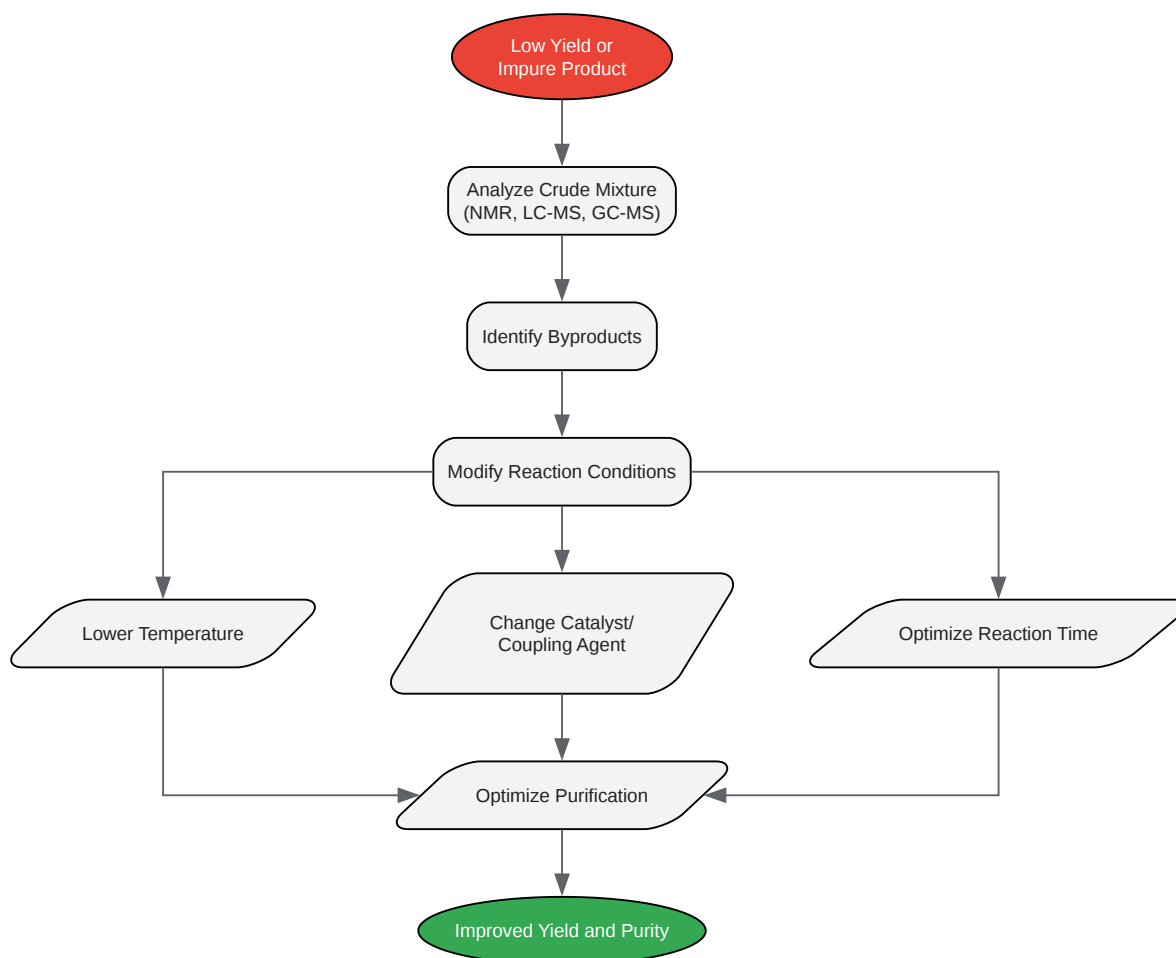 Low Yield or
Impure Product
Analyze Crude Mixture
(NMR, LC-MS, GC-MS)
Identify Byproducts
Modify Reaction Conditions
Lower Temperature
Change Catalyst/
Coupling Agent
Optimize Reaction Time
Optimize Purification
Improved Yield and Purity